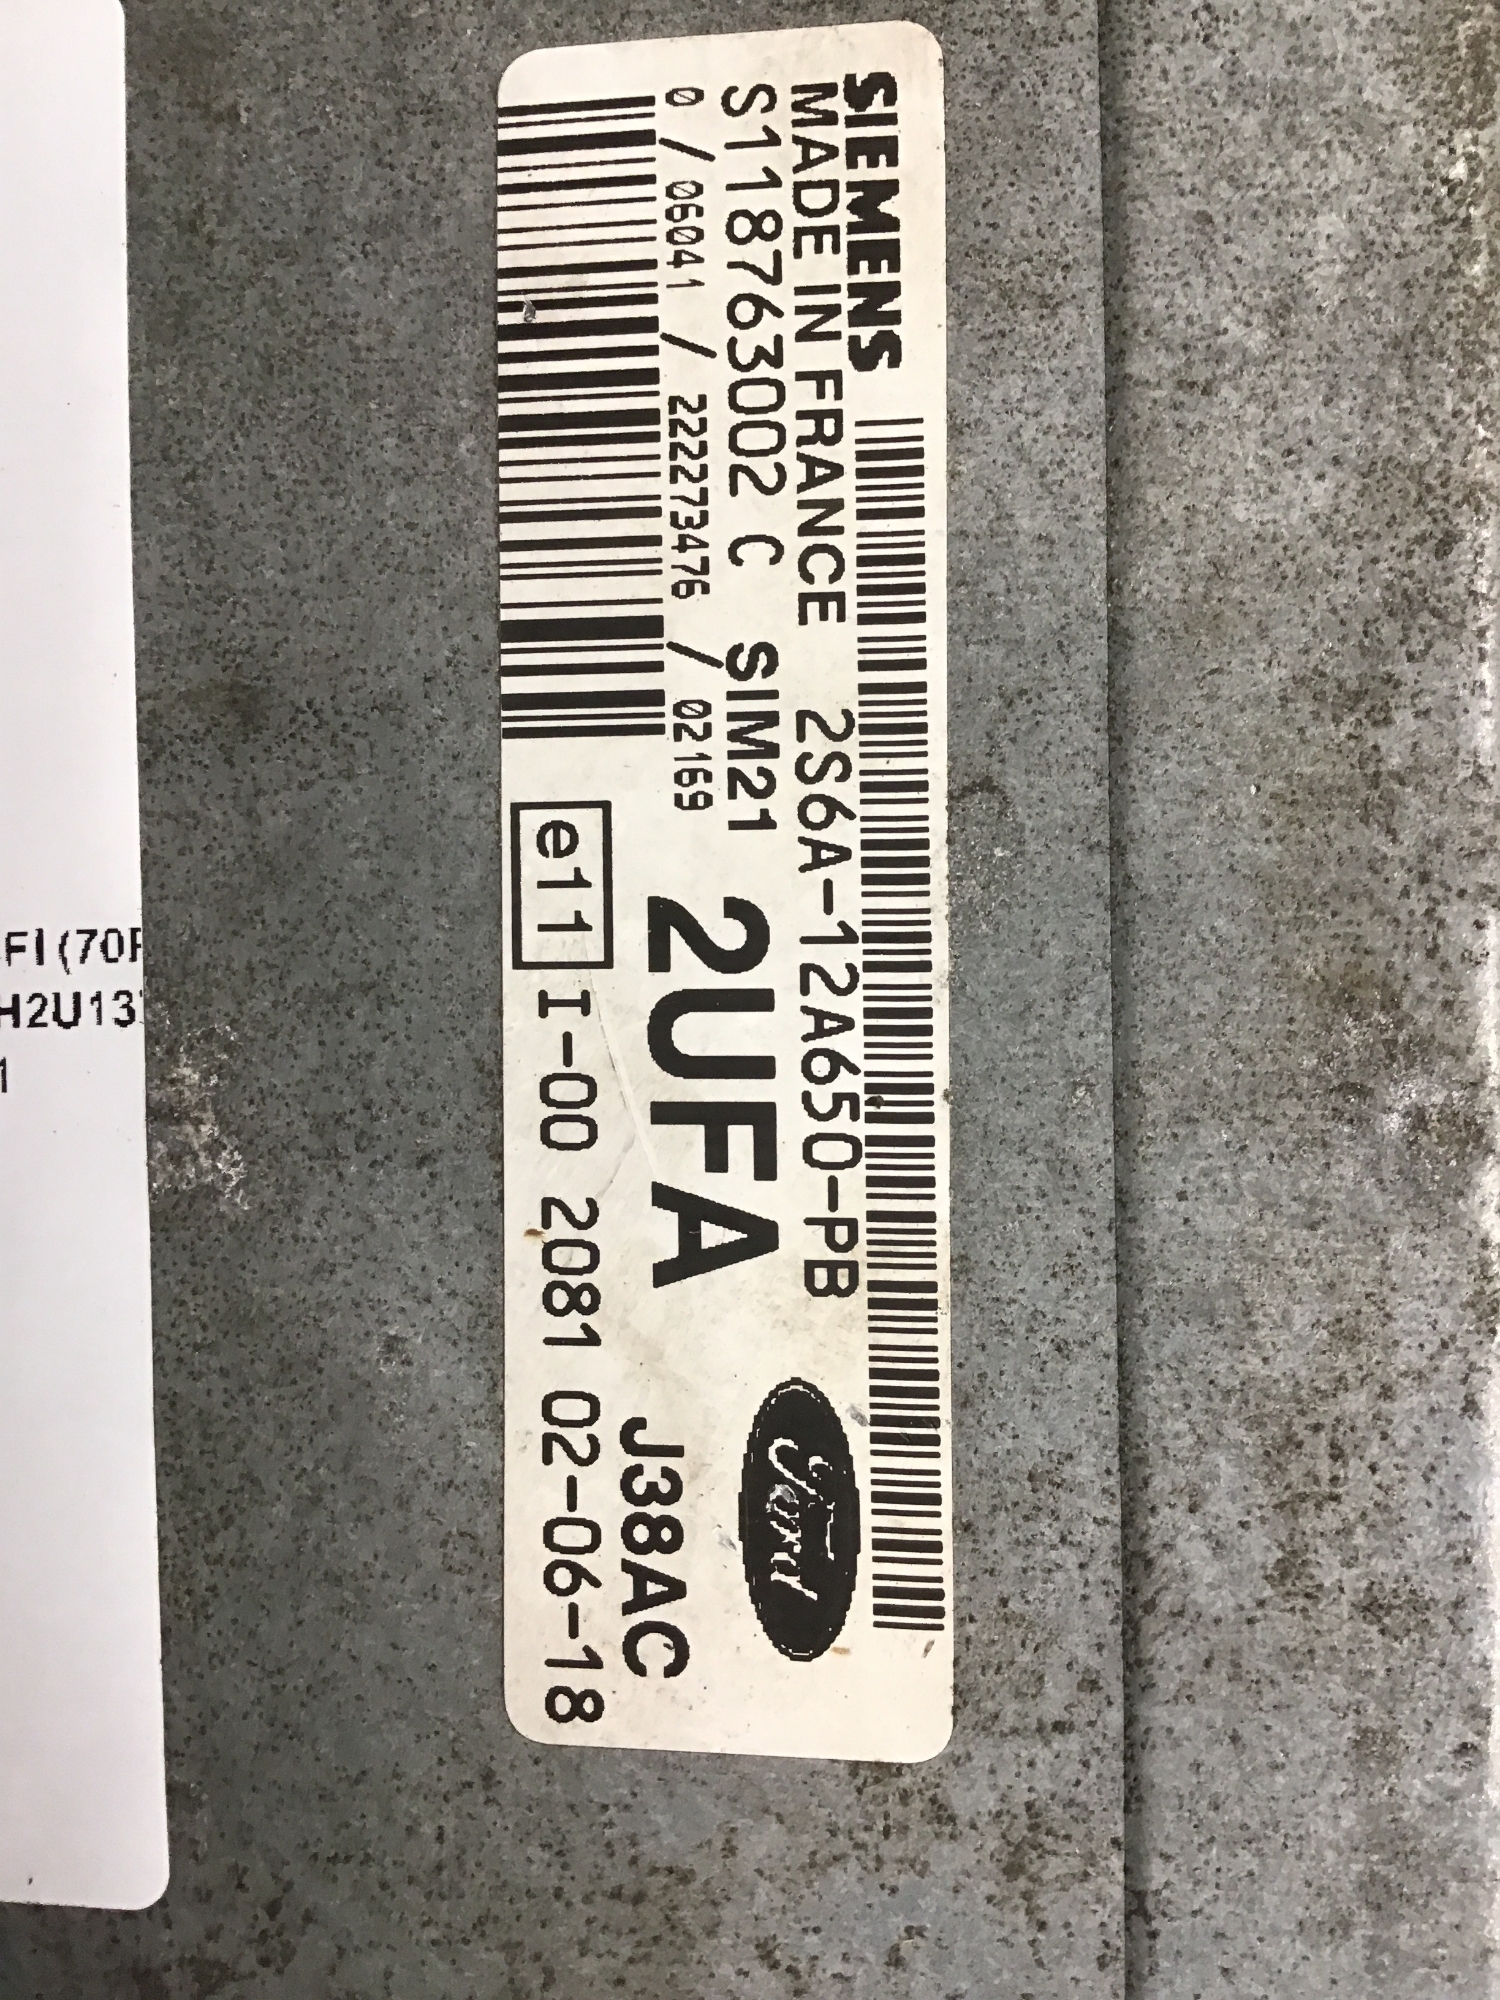 SIEMENS
MADE IN FRANCE 2S6A-12A650-PB
S118763002 C SIM21
2UFA
Ford
0 / 06041 / 222273476 / 02169
J38AC
e11 I-00 2081 02-06-18
FI (70
H2U13
1